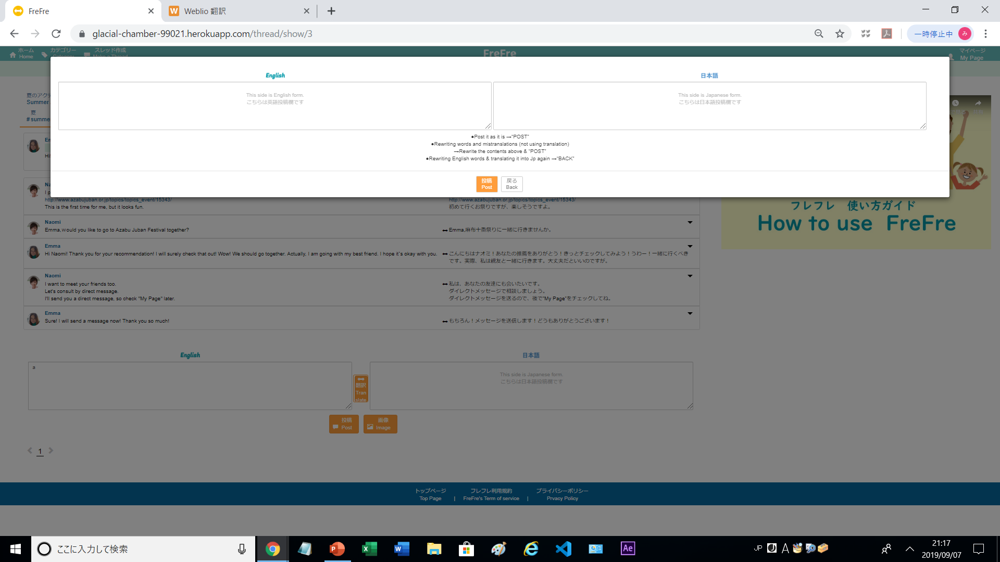 FreFre
Weblio 翻訳
glacial-chamber-99021.herokuapp.com/thread/show/3
一時停止中
み
ホーム
Home
カテゴリー
スレッド作成
FreFre
マイページ
My Page
English
日本語
This side is English form.
こちらは英語投稿欄です
This side is Japanese form.
こちらは日本語投稿欄です
●Post it as it is →“POST”
●Rewriting words and mistranslations (not using translation)
→Rewrite the contents above & “POST”
●Rewriting English words & translating it into Jp again →“BACK”
投稿
Post
戻る
Back
夏のアクテ
Summer
夏
#summe
Hi!
http://www.azabujuban.or.jp/topics/topics_event/15343/
This is the first time for me, but it looks fun.
http://www.azabujuban.or.jp/topics/topics_event/15343/
初めて行くお祭りですが、楽しそうですよ。
Naomi
Emma,would you like to go to Azabu Juban Festival together?
Emma,麻布十番祭りに一緒に行きませんか。
Emma
Hi Naomi! Thank you for your recommendation! I will surely check that out! Wow! We should go together. Actually, I am going with my best friend. I hope it's okay with you.
こんにちはナオミ！あなたの推薦をありがとう！きっとチェックしてみよう！うわー！一緒に行くべき
です。実際、私は親友と一緒に行きます。大丈夫だといいのですが。
Naomi
I want to meet your friends too.
Let's consult by direct message.
I'll send you a direct message, so check "My Page" later.
私は、あなたの友達にも会いたいです。
ダイレクトメッセージで相談しましょう。
ダイレクトメッセージを送るので、後で"My Page"をチェックしてね。
Emma
Sure! I will send a message now! Thank you so much!
もちろん！メッセージを送信します！どうもありがとうございます！
フレフレ 使い方ガイド
How to use FreFre
English
日本語
a
翻訳
Tran
slate
This side is Japanese form.
こちらは日本語投稿欄です
投稿
Post
画像
Image
1
トップページ
Top Page
|
フレフレ利用規約
FreFre's Term of service
|
プライバシーポリシー
Prvacy Policy
ここに入力して検索
JP
A
21:17
2019/09/07